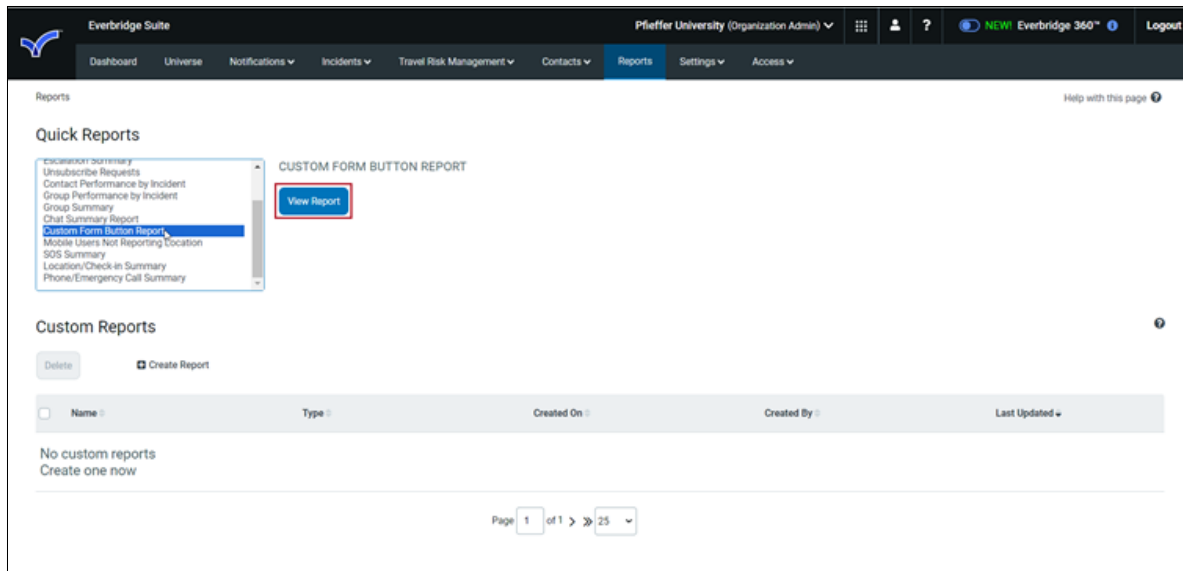 Everbridge Suite
Pfieffer University (Organization Admin)
?
NEW! Everbridge 360™
Logout
Dashboard Universe Notifications Incidents Travel Risk Management Contacts Reports Settings Access
Reports
Help with this page
Quick Reports
Escalation Summary
Unsubscribe Requests
Contact Performance by Incident
Group Performance by Incident
Group Summary
Chat Summary Report
Custom Form Button Report
Mobile Users Not Reporting Location
SOS Summary
Location/Check-in Summary
Phone/Emergency Call Summary
CUSTOM FORM BUTTON REPORT
View Report
Custom Reports
Delete Create Report
Name Type Created On Created By Last Updated
No custom reports
Create one now
Page 1 of 1 > » 25